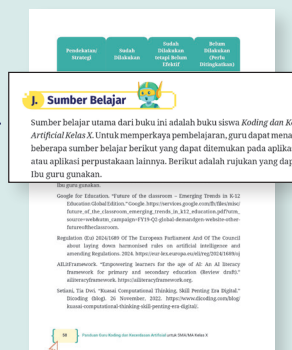 Pendekatan/
Strategi
Sudah
Dilakukan
Sudah
Dilakukan
tetapi Belum
Efektif
Belum
Dilakukan
(Perlu
Ditingkatkan)
J. Sumber Belajar
Sumber belajar utama dari buku ini adalah buku siswa Koding dan K
Artificial Kelas X. Untuk memperkaya pembelajaran, guru dapat mena
beberapa sumber belajar berikut yang dapat ditemukan pada aplika
atau aplikasi perpustakaan lainnya. Berikut adalah rujukan yang dap
Ibu guru gunakan.
Ibu guru gunakan.
Google for Education. "Future of the classroom – Emerging Trends in K-12
Education Global Edition." Google. https://services.google.com/fh/files/misc/
future_of_the_classroom_emerging_trends_in_k12_education.pdf?utm_
source=web&utm_campaign=FY19-Q2-global-demandgen-website-other-
futureoftheclassroom.
Regulation (Eu) 2024/1689 Of The European Parliament And Of The Council
about laying down harmonised rules on artificial intelligence and
amending Regulations. 2024. https://eur-lex.europa.eu/eli/reg/2024/1689/oj
AILitFramework. "Empowering learners for the age of AI: An AI literacy
framework for primary and secondary education (Review draft)."
ailiteracyframework. https://ailiteracyframework.org.
Setiani, Tia Dwi. "Kuasai Computational Thinking, Skill Penting Era Digital."
Dicoding (blog). 26 November, 2022. https://www.dicoding.com/blog/
kuasai-computational-thinking-skill-penting-era-digital/.
50 Panduan Guru Koding dan Kecerdasan Artifisial untuk SMA/MA Kelas X